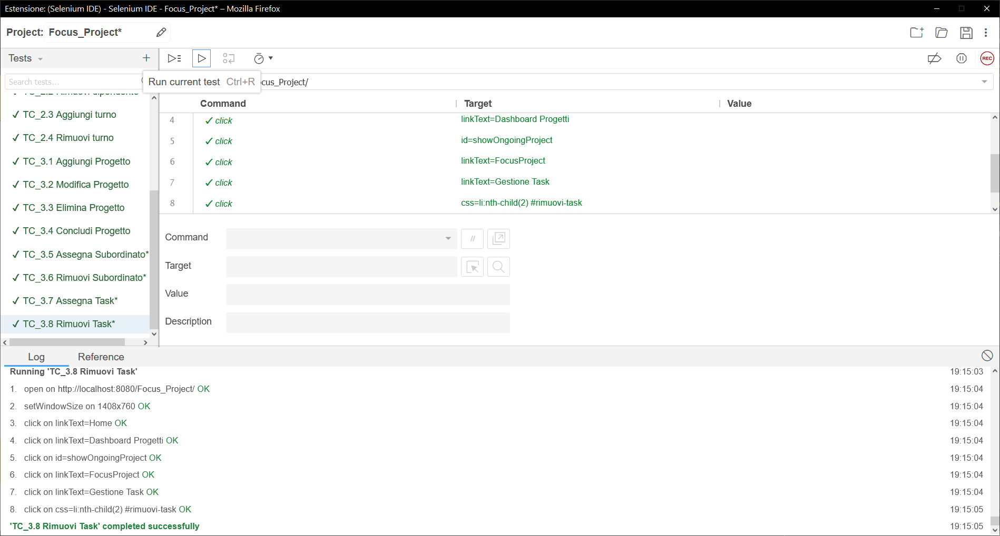 Estensione: (Selenium IDE) - Selenium IDE - Focus_Project* – Mozilla Firefox
Project: Focus_Project*
Tests
REC
Search tests...
Run current test Ctrl+R
cus_Project/
Command Target Value
TC_2.2 Rimuovi dipendente
TC_2.3 Aggiungi turno
TC_2.4 Rimuovi turno
TC_3.1 Aggiungi Progetto
TC_3.2 Modifica Progetto
TC_3.3 Elimina Progetto
TC_3.4 Concludi Progetto
TC_3.5 Assegna Subordinato*
TC_3.6 Rimuovi Subordinato*
TC_3.7 Assegna Task*
TC_3.8 Rimuovi Task*
4 click linkText=Dashboard Progetti
5 click id=showOngoingProject
6 click linkText=FocusProject
7 click linkText=Gestione Task
8 click css=li:nth-child(2) #rimuovi-task
Command //
Target
Value
Description
Log Reference
Running 'TC_3.8 Rimuovi Task' 19:15:03
1. open on http://localhost:8080/Focus_Project/ OK 19:15:04
2. setWindowSize on 1408x760 OK 19:15:04
3. click on linkText=Home OK 19:15:04
4. click on linkText=Dashboard Progetti OK 19:15:04
5. click on id=showOngoingProject OK 19:15:04
6. click on linkText=FocusProject OK 19:15:04
7. click on linkText=Gestione Task OK 19:15:04
8. click on css=li:nth-child(2) #rimuovi-task OK 19:15:05
'TC_3.8 Rimuovi Task' completed successfully 19:15:05